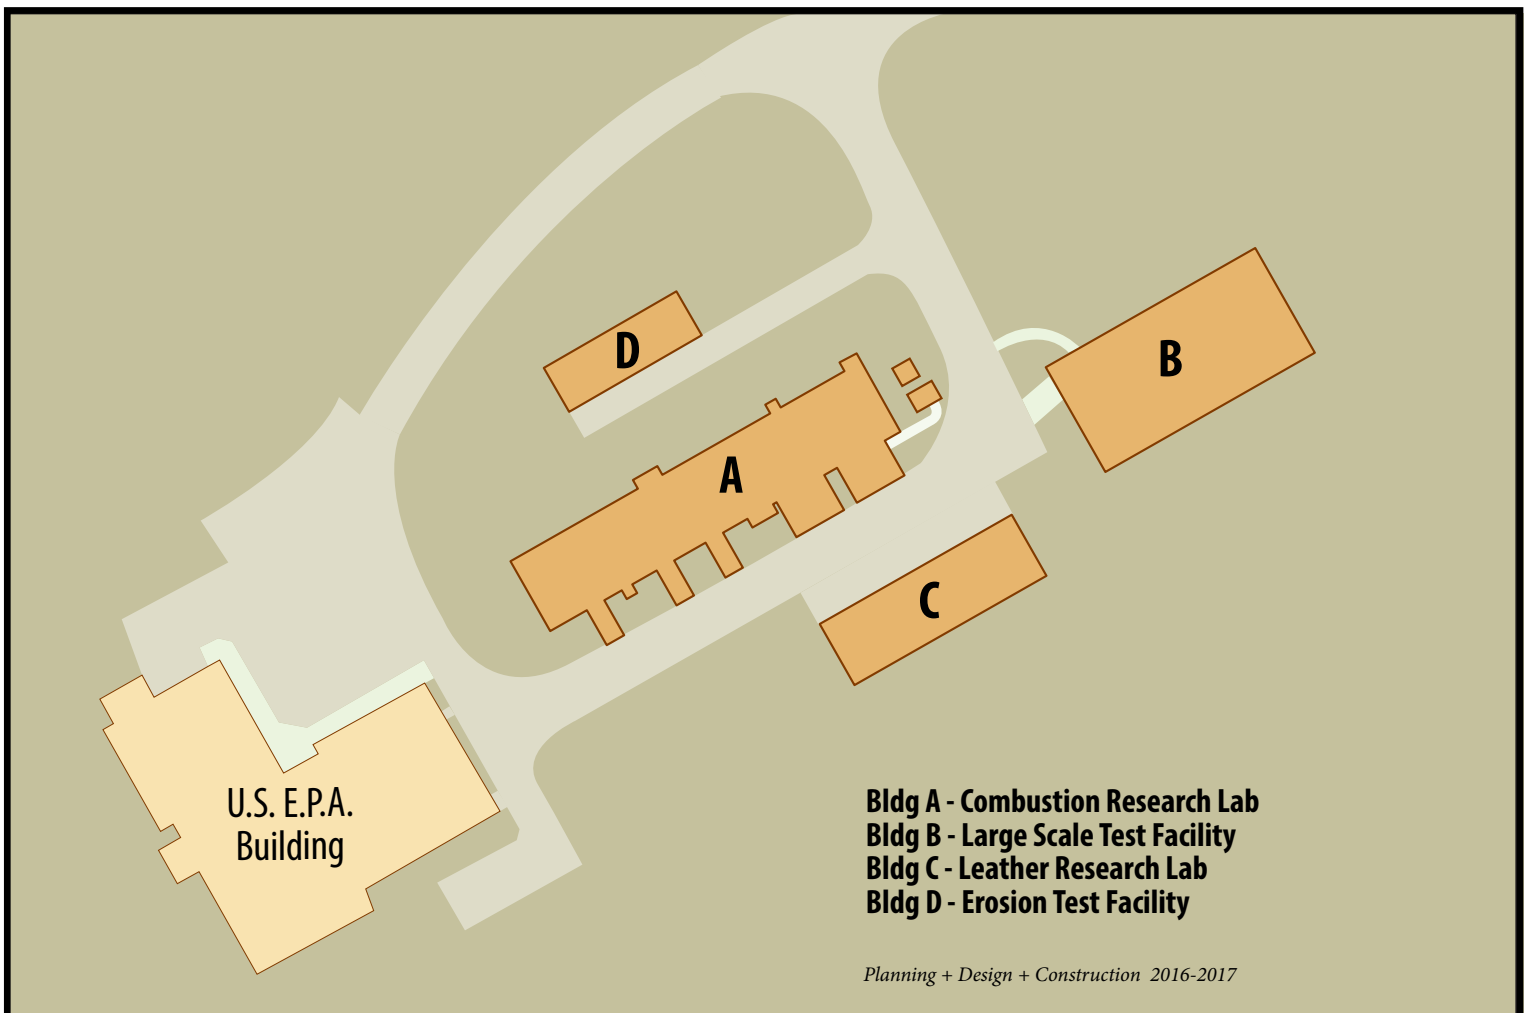 D
B
A
C
U.S. E.P.A.
Building
Bldg A - Combustion Research Lab
Bldg B - Large Scale Test Facility
Bldg C - Leather Research Lab
Bldg D - Erosion Test Facility
Planning + Design + Construction 2016-2017